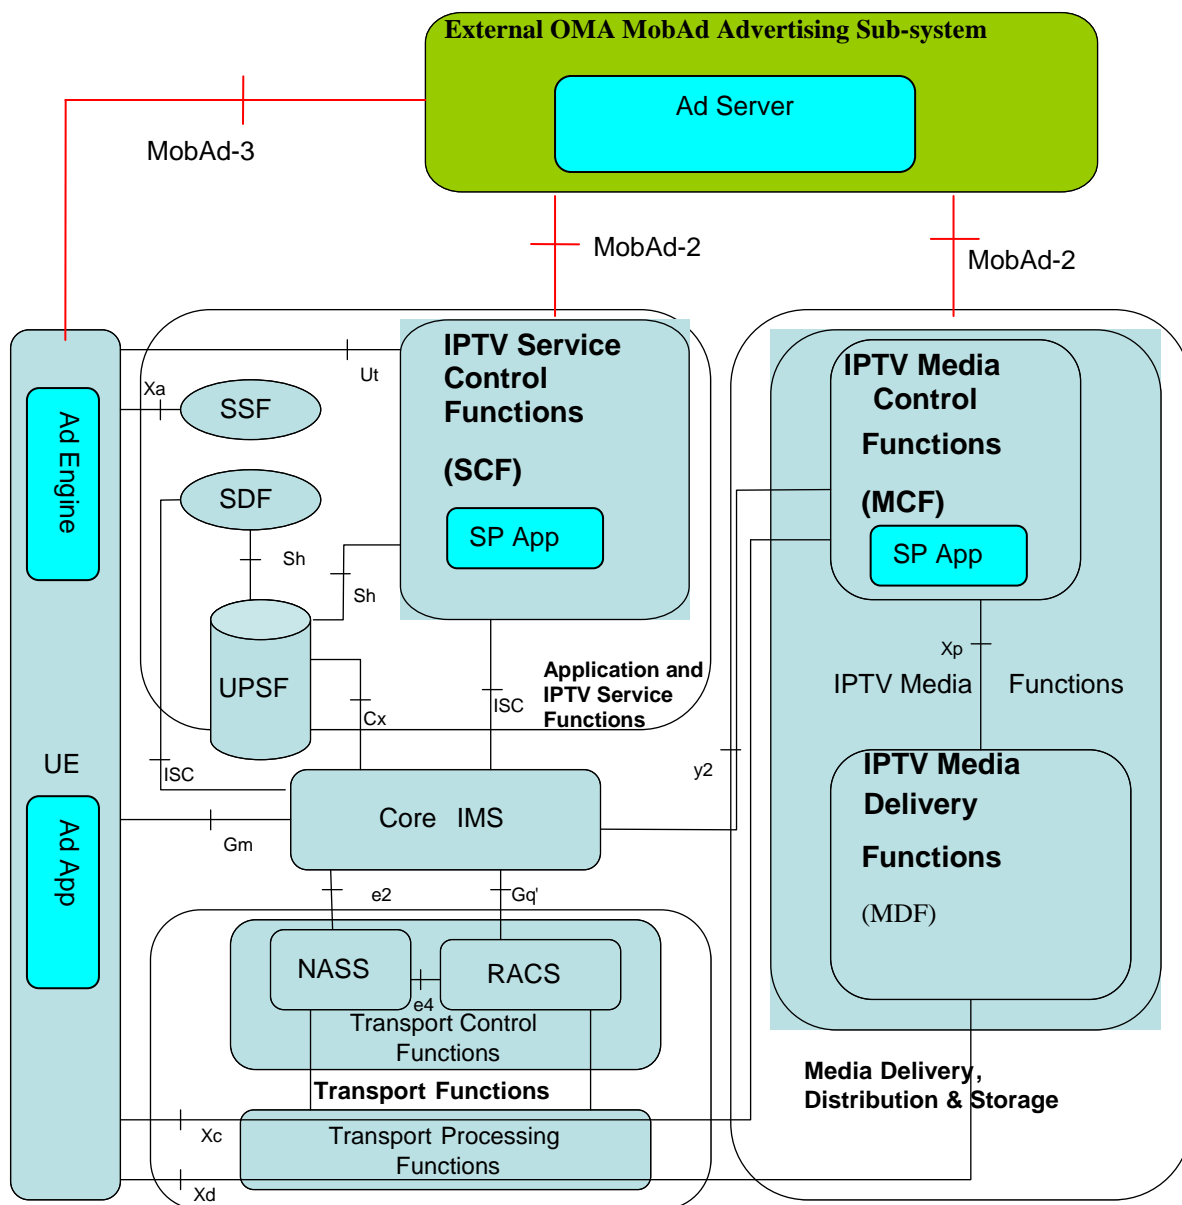 External OMA MobAd Advertising Sub-system
Ad Server
MobAd-3
MobAd-2
MobAd-2
IPTV Service
Control
Functions
(SCF)
SP App
IPTV Media
Control
Functions
(MCF)
SP App
Ut
Xa
SSF
SDF
Sh
Sh
Ad Engine
UPSF
Cx
ISC
ISC
Application and
IPTV Service
Functions
Xp
IPTV Media Functions
UE
y2
IPTV Media
Delivery
Functions
(MDF)
Core IMS
Gm
Ad App
e2
Gq'
NASS
RACS
e4
Transport Control
Functions
Transport Functions
Media Delivery,
Distribution & Storage
Xc
Transport Processing
Functions
Xd